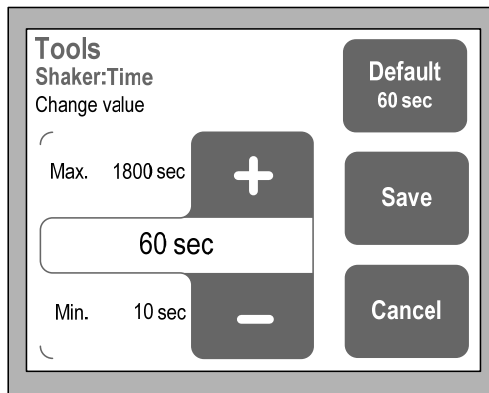 Tools
Shaker:Time
Change value
Max. 1800 sec
+
60 sec
Min. 10 sec
−
Default
60 sec
Save
Cancel